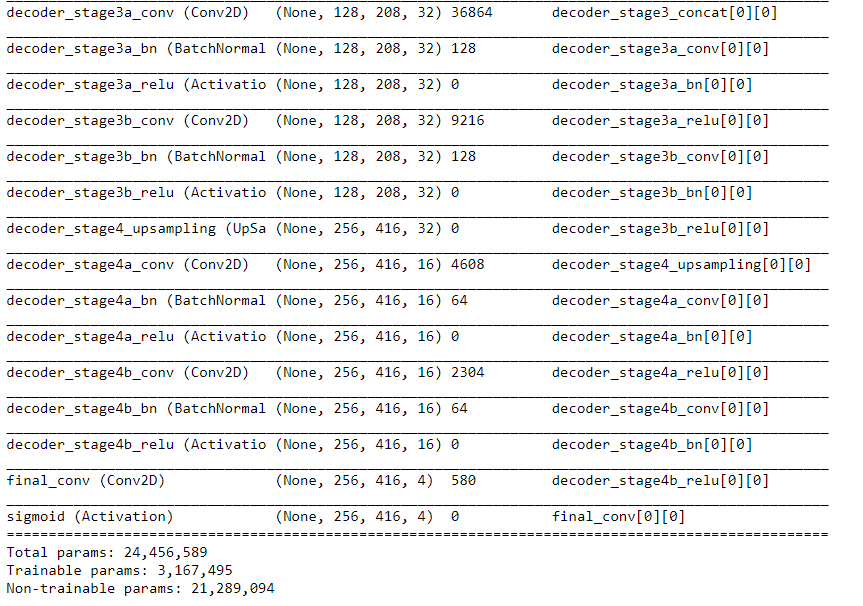 decoder_stage3a_conv (Conv2D) (None, 128, 208, 32) 36864 decoder_stage3_concat[0][0]
decoder_stage3a_bn (BatchNormal (None, 128, 208, 32) 128 decoder_stage3a_conv[0][0]
decoder_stage3a_relu (Activatio (None, 128, 208, 32) 0 decoder_stage3a_bn[0][0]
decoder_stage3b_conv (Conv2D) (None, 128, 208, 32) 9216 decoder_stage3a_relu[0][0]
decoder_stage3b_bn (BatchNormal (None, 128, 208, 32) 128 decoder_stage3b_conv[0][0]
decoder_stage3b_relu (Activatio (None, 128, 208, 32) 0 decoder_stage3b_bn[0][0]
decoder_stage4_upsampling (UpSa (None, 256, 416, 32) 0 decoder_stage3b_relu[0][0]
decoder_stage4a_conv (Conv2D) (None, 256, 416, 16) 4608 decoder_stage4_upsampling[0][0]
decoder_stage4a_bn (BatchNormal (None, 256, 416, 16) 64 decoder_stage4a_conv[0][0]
decoder_stage4a_relu (Activatio (None, 256, 416, 16) 0 decoder_stage4a_bn[0][0]
decoder_stage4b_conv (Conv2D) (None, 256, 416, 16) 2304 decoder_stage4a_relu[0][0]
decoder_stage4b_bn (BatchNormal (None, 256, 416, 16) 64 decoder_stage4b_conv[0][0]
decoder_stage4b_relu (Activatio (None, 256, 416, 16) 0 decoder_stage4b_bn[0][0]
final_conv (Conv2D) (None, 256, 416, 4) 580 decoder_stage4b_relu[0][0]
sigmoid (Activation) (None, 256, 416, 4) 0 final_conv[0][0]
Total params: 24,456,589
Trainable params: 3,167,495
Non-trainable params: 21,289,094